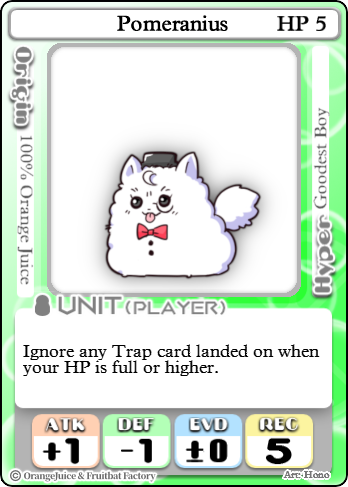 Pomeranius HP 5
Origin
100% Orange Juice
Hyper
Goodest Boy
UNIT (PLAYER)
Ignore any Trap card landed on when
your HP is full or higher.
ATK DEF EVD REC
+1 -1 ±0 5
© OrangeJuice & Fruitbat Factory Art: Hono